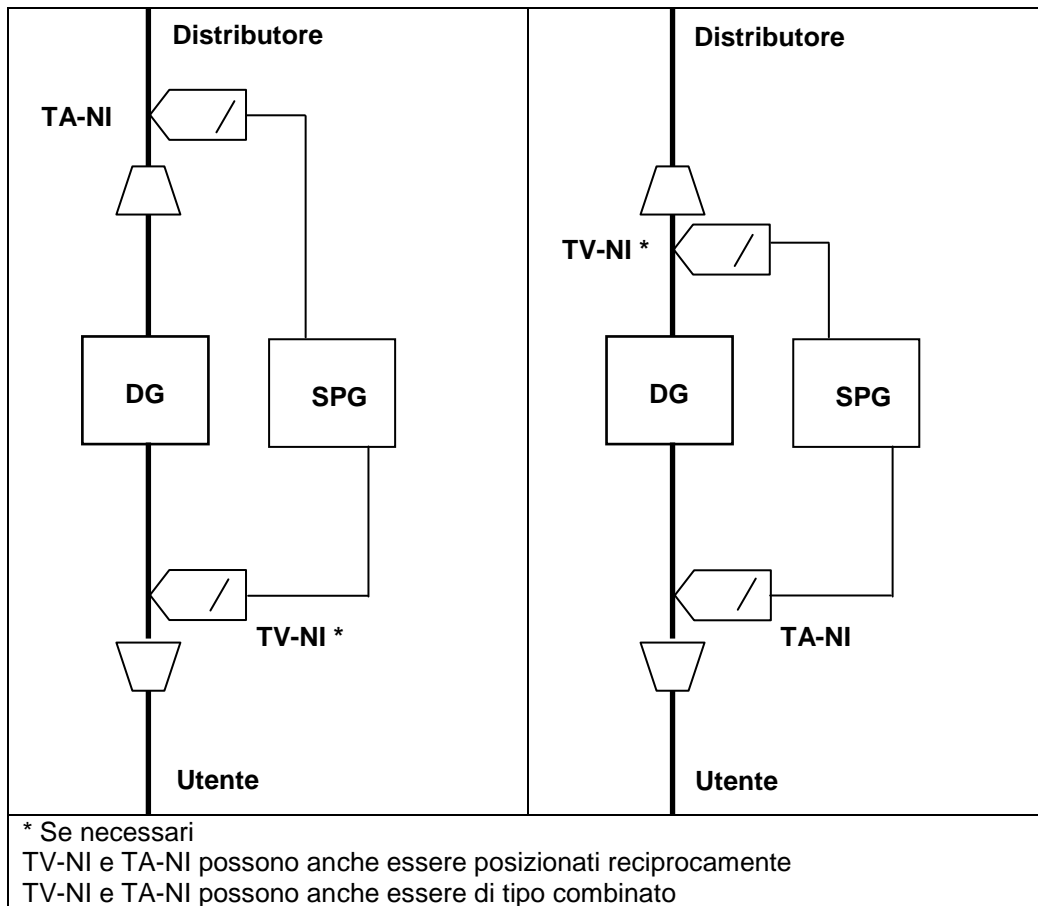 Distributore
TA-NI
DG
SPG
TV-NI *
Utente
Distributore
TV-NI *
DG
SPG
TA-NI
Utente
* Se necessari
TV-NI e TA-NI possono anche essere posizionati reciprocamente
TV-NI e TA-NI possono anche essere di tipo combinato